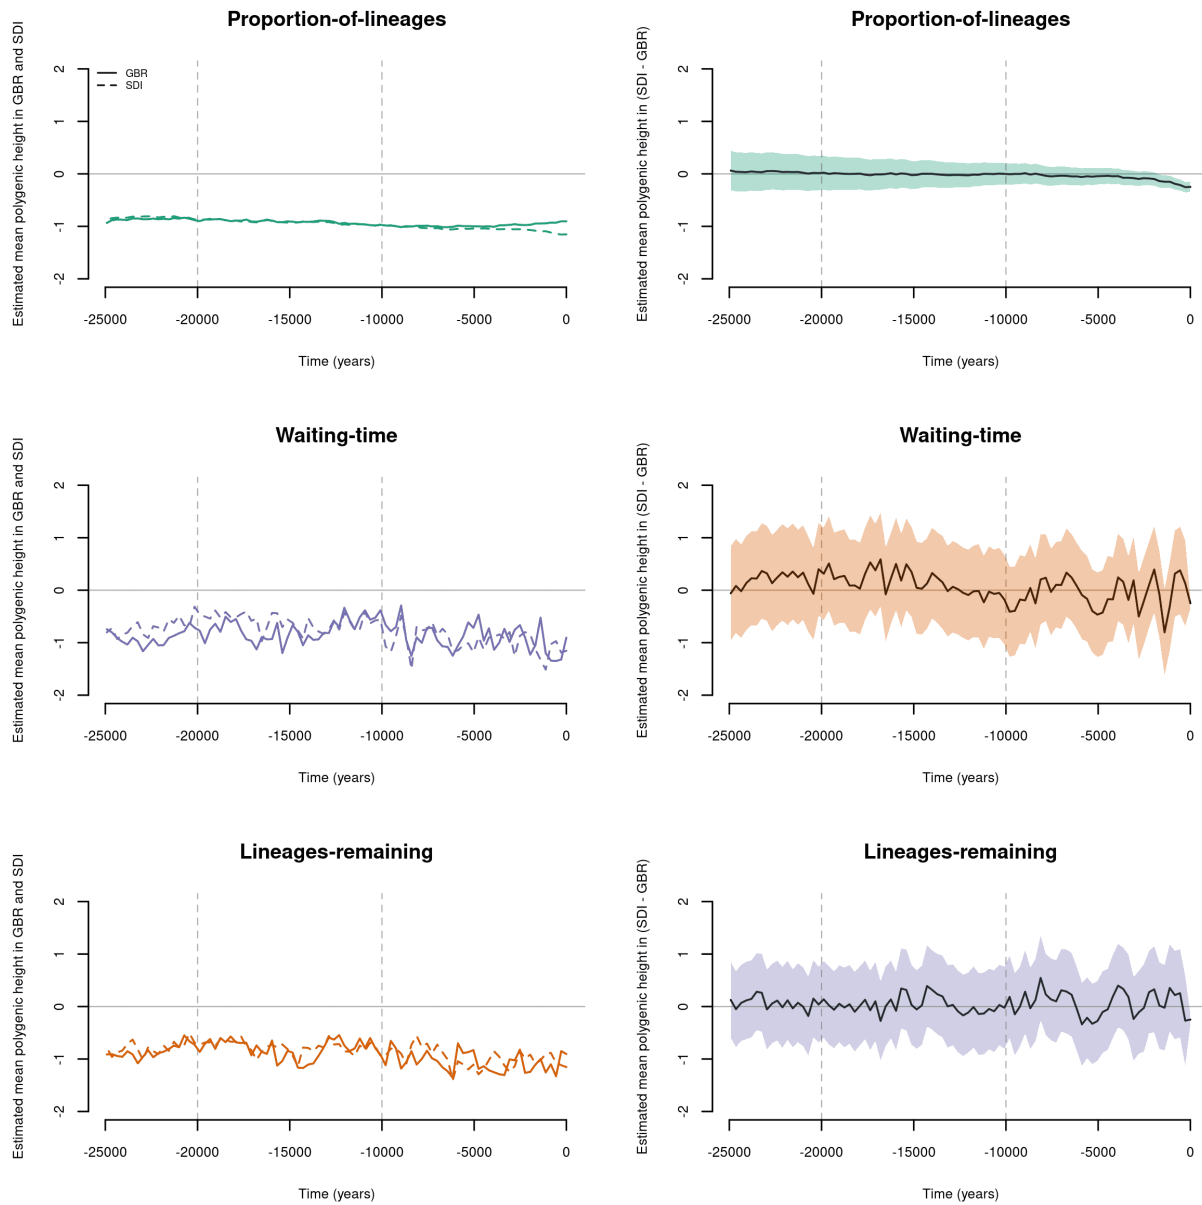 Proportion-of-lineages
Estimated mean polygenic height in GBR and SDI
2
1
0
-1
-2
GBR
SDI
-25000 -20000 -15000 -10000 -5000 0
Time (years)
Proportion-of-lineages
Estimated mean polygenic height in (SDI - GBR)
2
1
0
-1
-2
-25000 -20000 -15000 -10000 -5000 0
Time (years)
Waiting-time
Estimated mean polygenic height in GBR and SDI
2
1
0
-1
-2
-25000 -20000 -15000 -10000 -5000 0
Time (years)
Waiting-time
Estimated mean polygenic height in (SDI - GBR)
2
1
0
-1
-2
-25000 -20000 -15000 -10000 -5000 0
Time (years)
Lineages-remaining
Estimated mean polygenic height in GBR and SDI
2
1
0
-1
-2
-25000 -20000 -15000 -10000 -5000 0
Time (years)
Lineages-remaining
Estimated mean polygenic height in (SDI - GBR)
2
1
0
-1
-2
-25000 -20000 -15000 -10000 -5000 0
Time (years)